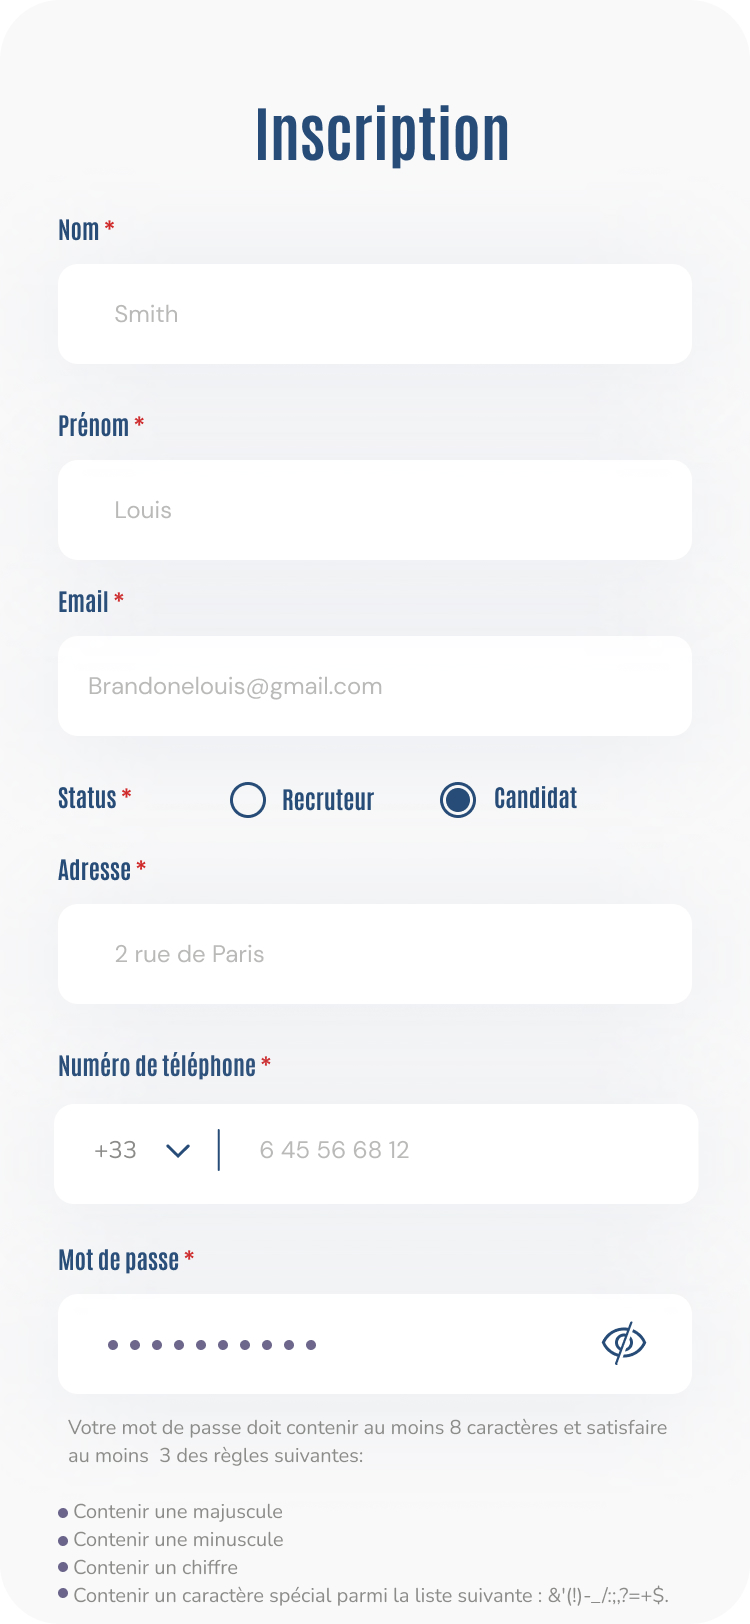 Inscription
Nom *
Smith
Prénom *
Louis
Email *
Brandonelouis@gmail.com
Status * Recruteur Candidat
Adresse *
2 rue de Paris
Numéro de téléphone *
+33 6 45 56 68 12
Mot de passe *
Votre mot de passe doit contenir au moins 8 caractères et satisfaire
au moins 3 des règles suivantes:
Contenir une majuscule
Contenir une minuscule
Contenir un chiffre
Contenir un caractère spécial parmi la liste suivante : &'(!)-_/:;,?=+$.